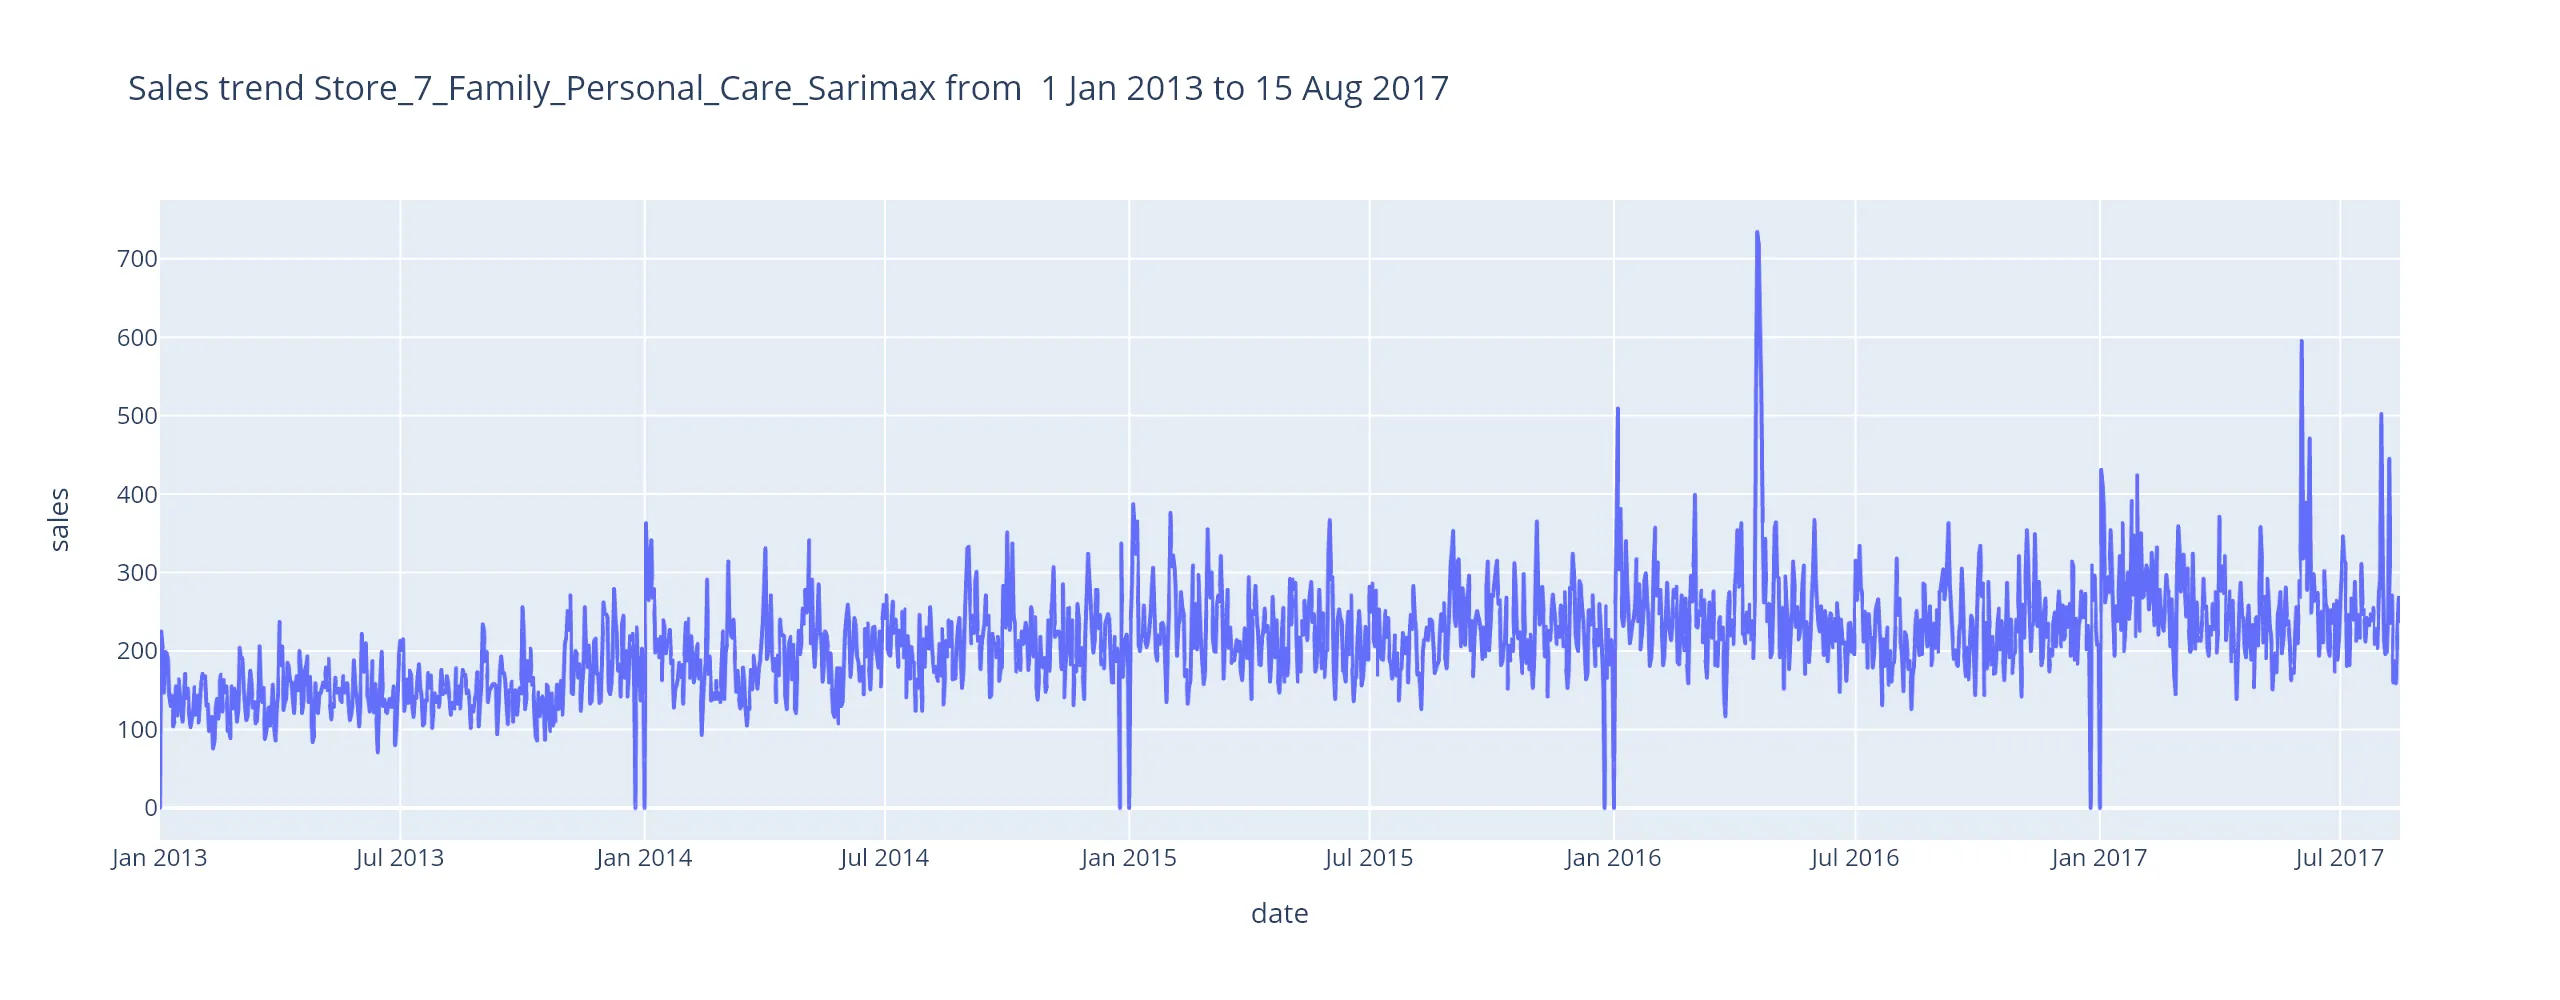 Sales trend Store_7_Family_Personal_Care_Sarimax from  1 Jan 2013 to 15 Aug 2017
700
600
500
400
300
200
100
0
sales
Jan 2013 Jul 2013 Jan 2014 Jul 2014 Jan 2015 Jul 2015 Jan 2016 Jul 2016 Jan 2017 Jul 2017
date